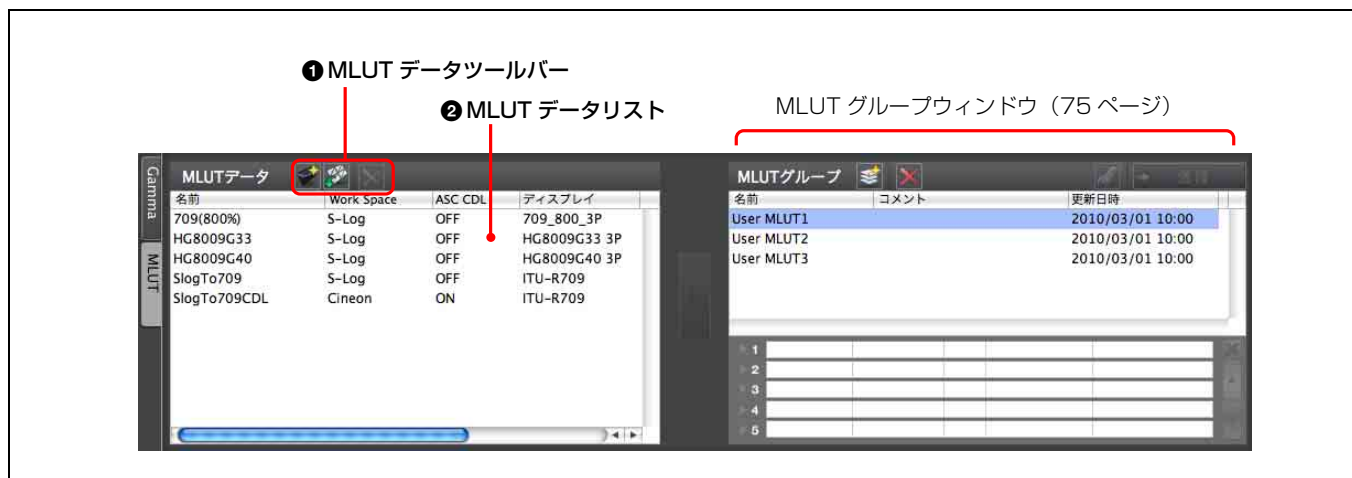 ❶ MLUT データツールバー
❷ MLUT データリスト
MLUT グループウィンドウ（75 ページ）
Gamma
MLUT
MLUTデータ
名前 Work Space ASC CDL ディスプレイ
709(800%) S-Log OFF 709_800_3P
HG8009G33 S-Log OFF HG8009G33 3P
HG8009G40 S-Log OFF HG8009G40 3P
SlogTo709 S-Log OFF ITU-R709
SlogTo709CDL Cineon ON ITU-R709
MLUTグループ
名前 コメント 更新日時
User MLUT1 2010/03/01 10:00
User MLUT2 2010/03/01 10:00
User MLUT3 2010/03/01 10:00
1
2
3
4
5